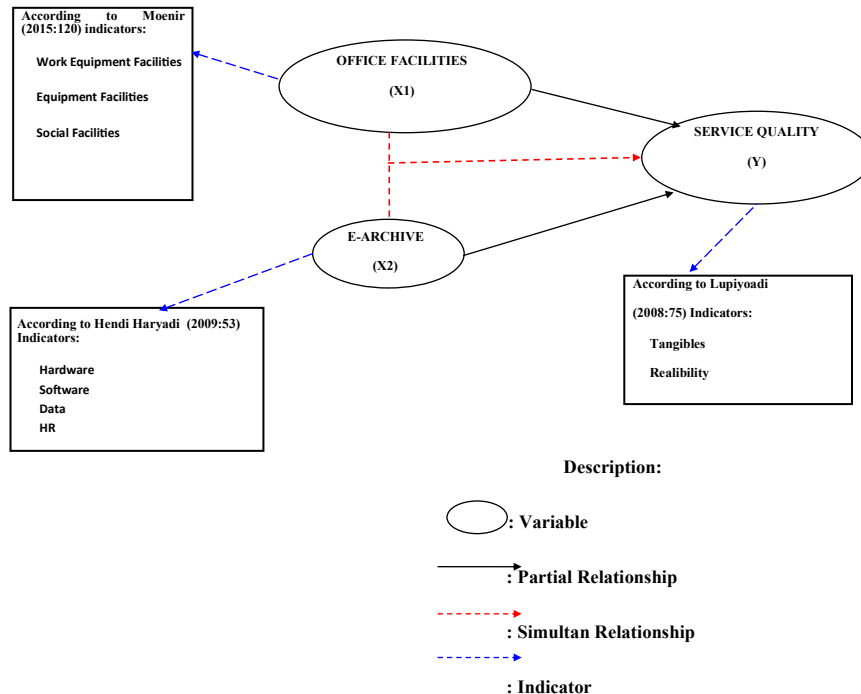 According to Moenir
(2015:120) indicators:
Work Equipment Facilities
Equipment Facilities
Social Facilities
OFFICE FACILITIES
(X1)
SERVICE QUALITY
(Y)
E-ARCHIVE
(X2)
According to Hendi Haryadi (2009:53)
Indicators:
Hardware
Software
Data
HR
According to Lupiyoadi
(2008:75) Indicators:
Tangibles
Realibility
Description:
: Variable
: Partial Relationship
: Simultan Relationship
: Indicator